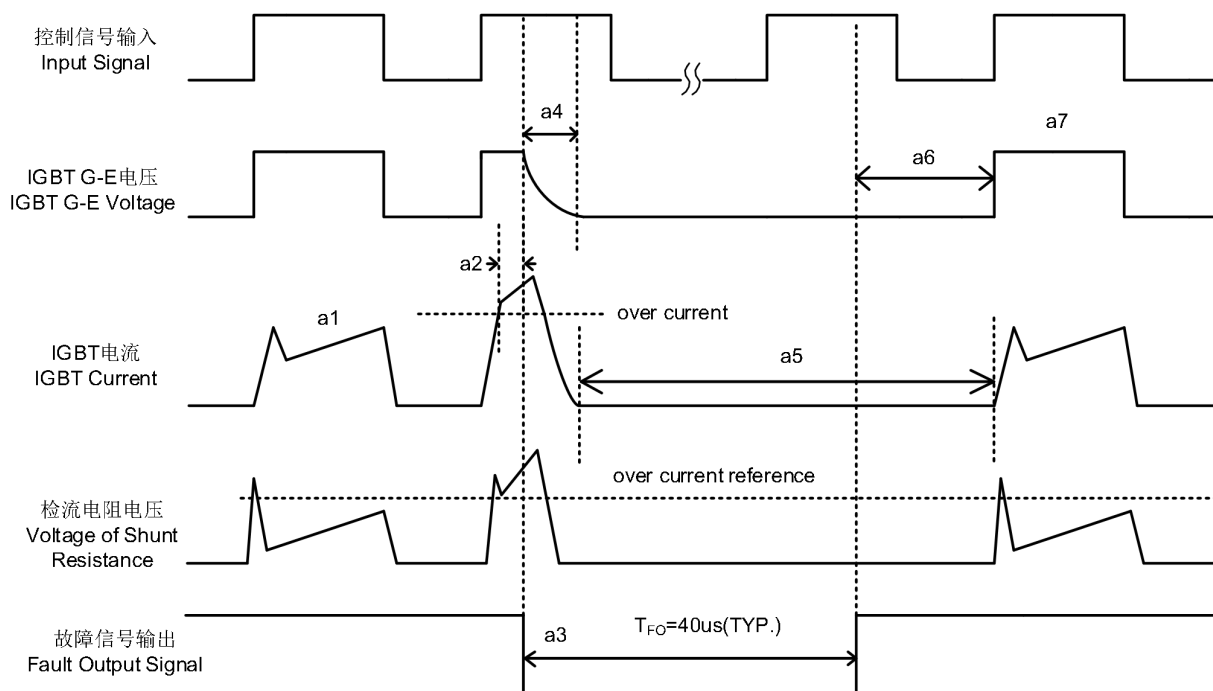 控制信号输入
Input Signal
a4
a7
a6
IGBT G-E电压
IGBT G-E Voltage
a2
over current
a1
a5
IGBT电流
IGBT Current
over current reference
检流电阻电压
Voltage of Shunt
Resistance
a3
TFO=40us(TYP.)
故障信号输出
Fault Output Signal